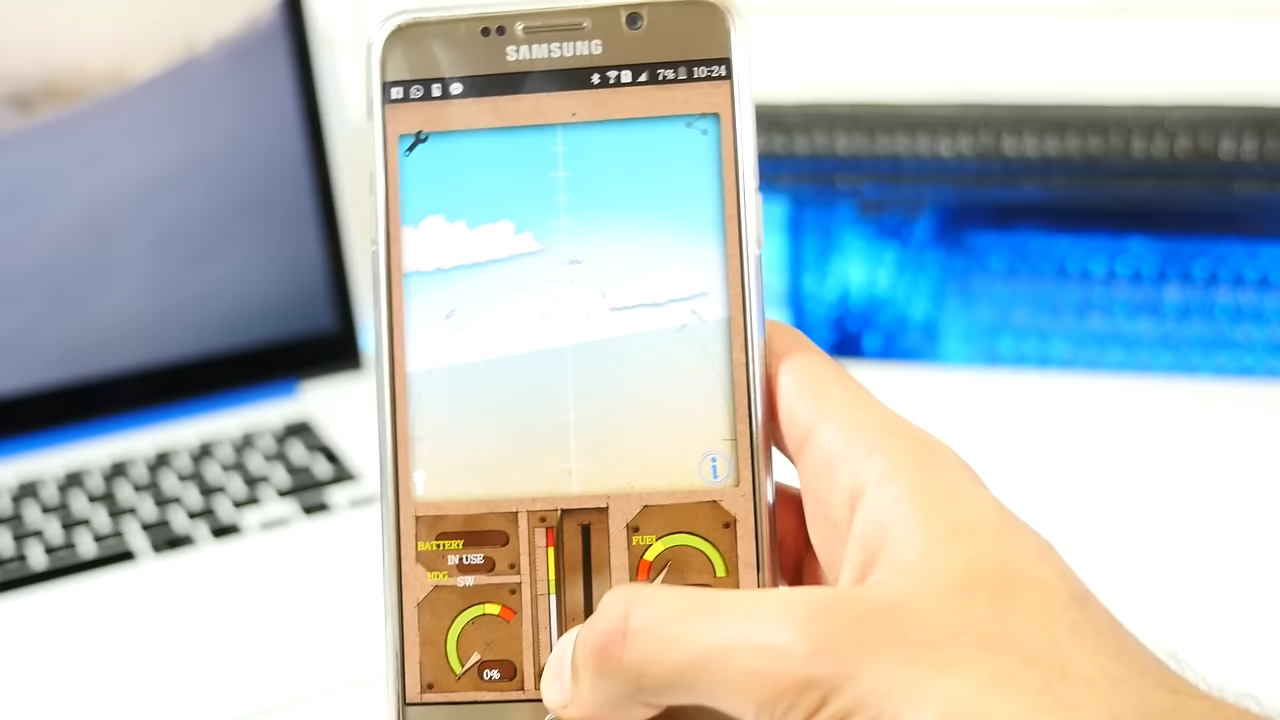 SAMSUNG
7% 10:24
BATTERY
IN USE
HDG SW
FUEL
0%